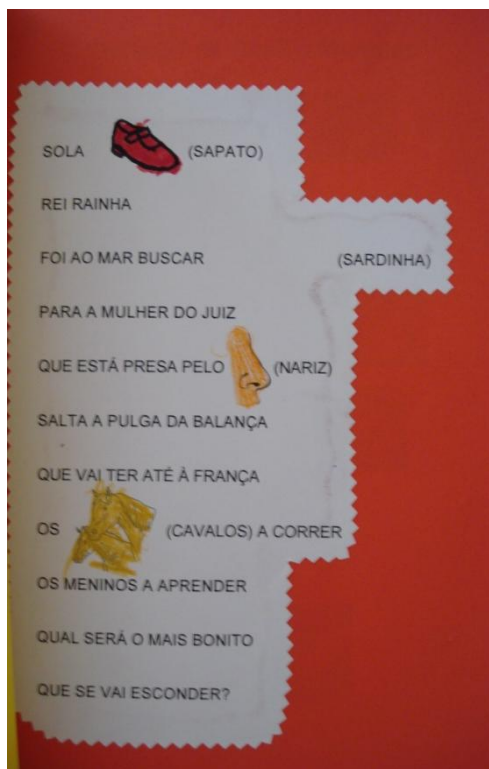 SOLA (SAPATO)
REI RAINHA
FOI AO MAR BUSCAR (SARDINHA)
PARA A MULHER DO JUIZ
QUE ESTÁ PRESA PELO (NARIZ)
SALTA A PULGA DA BALANÇA
QUE VAI TER ATÉ À FRANÇA
OS (CAVALOS) A CORRER
OS MENINOS A APRENDER
QUAL SERÁ O MAIS BONITO
QUE SE VAI ESCONDER?